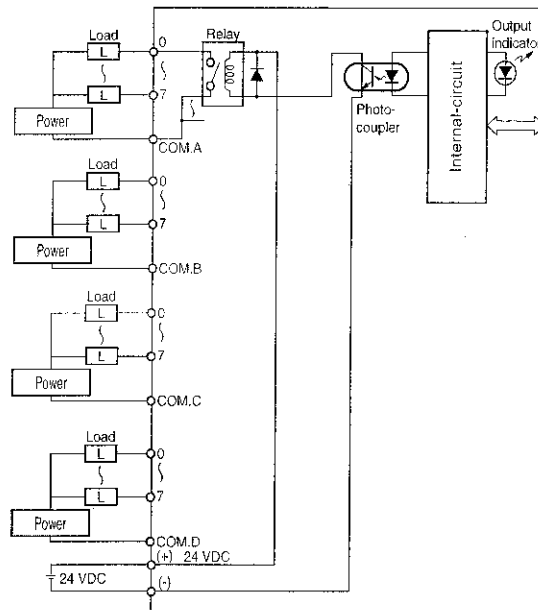 Load
L
0
L
7
Power
COM.A
Relay
Photo-
coupler
Internal-circuit
Output
indicator
Load
L
0
L
7
Power
COM.B
Load
L
0
L
7
Power
COM.C
Load
L
0
L
7
Power
COM.D
(+) 24 VDC
24 VDC
(-)